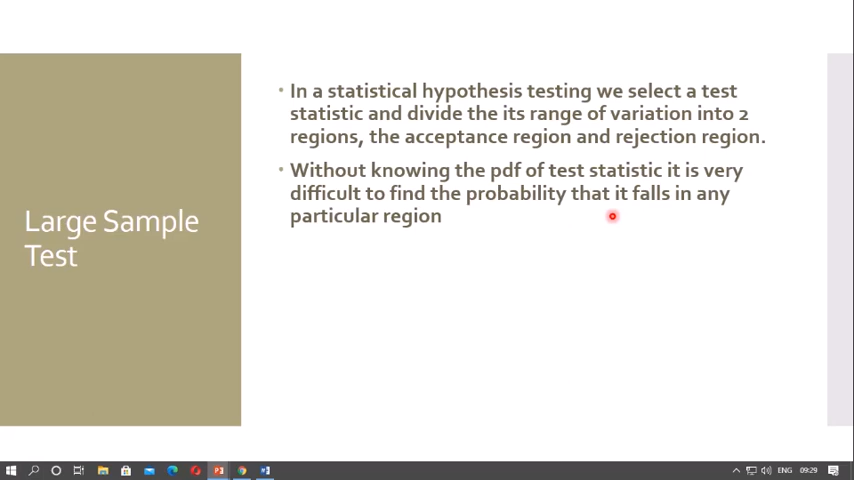 Large Sample
Test
• In a statistical hypothesis testing we select a test
statistic and divide the its range of variation into 2
regions, the acceptance region and rejection region.
• Without knowing the pdf of test statistic it is very
difficult to find the probability that it falls in any
particular region
ENG
09:29